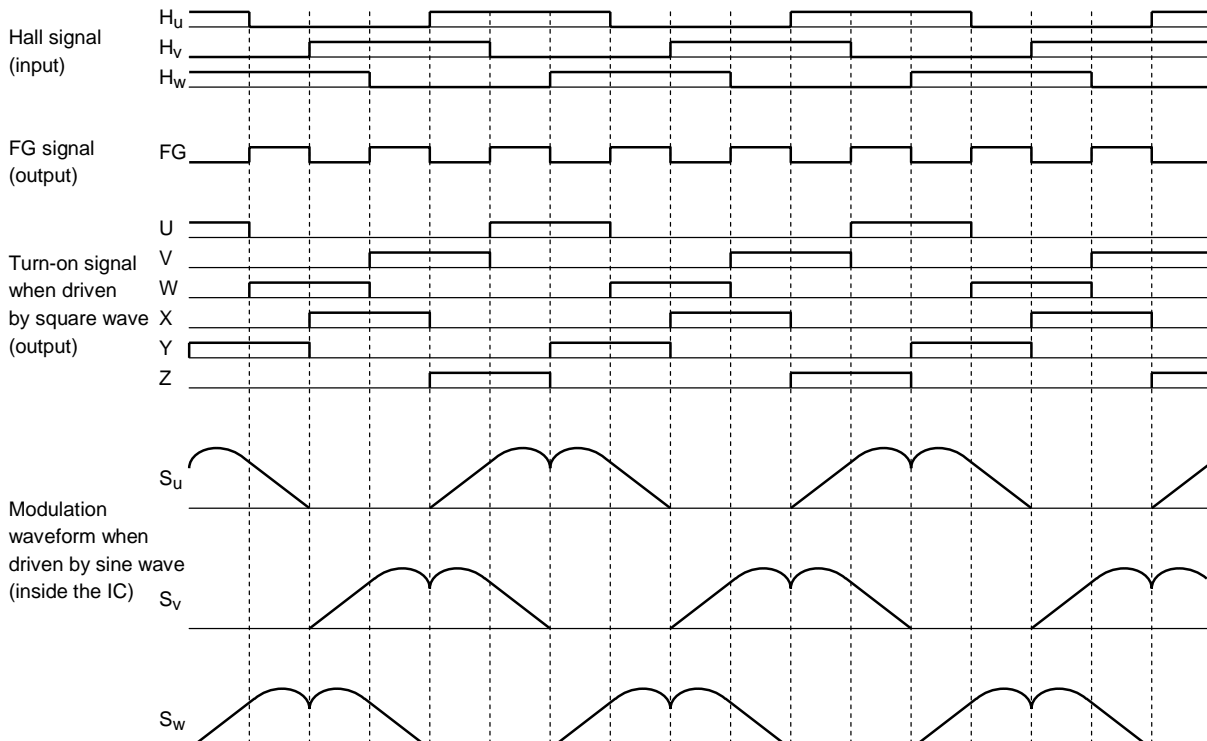 Hall signal
(input)
Hu
Hv
Hw
FG signal
(output)
FG
Turn-on signal
when driven
by square wave
(output)
U
V
W
X
Y
Z
Modulation
waveform when
driven by sine wave
(inside the IC)
Su
Sv
Sw